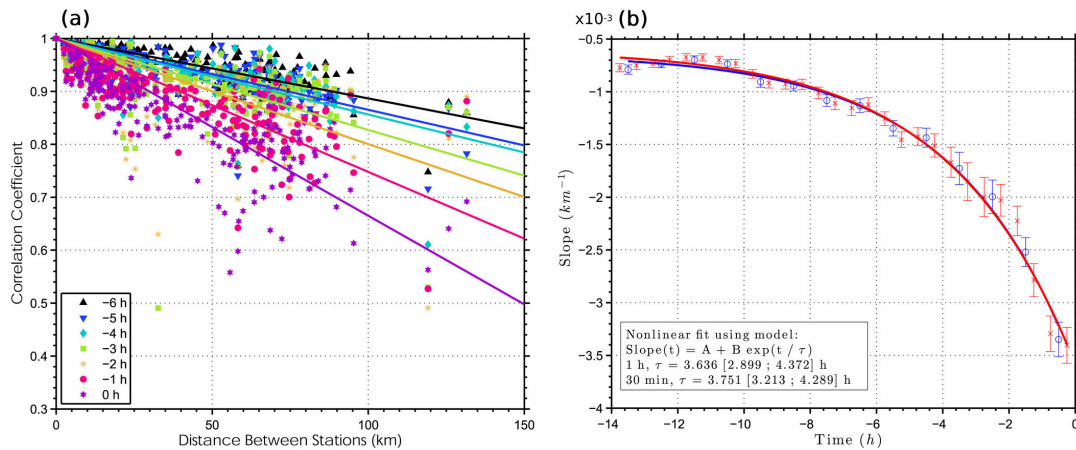 (a)
Correlation Coefficient
1
0.9
0.8
0.7
0.6
0.5
0.4
0.3
0
50
100
150
Distance Between Stations (km)
−6 h
−5 h
−4 h
−3 h
−2 h
−1 h
0 h
x10⁻³
(b)
Slope (km⁻¹)
−0.5
−1
−1.5
−2
−2.5
−3
−3.5
−4
−14
−12
−10
−8
−6
−4
−2
0
Time (h)
Nonlinear fit using model:
Slope(t) = A + B exp(t / τ)
1 h, τ = 3.636 [2.899 ; 4.372] h
30 min, τ = 3.751 [3.213 ; 4.289] h